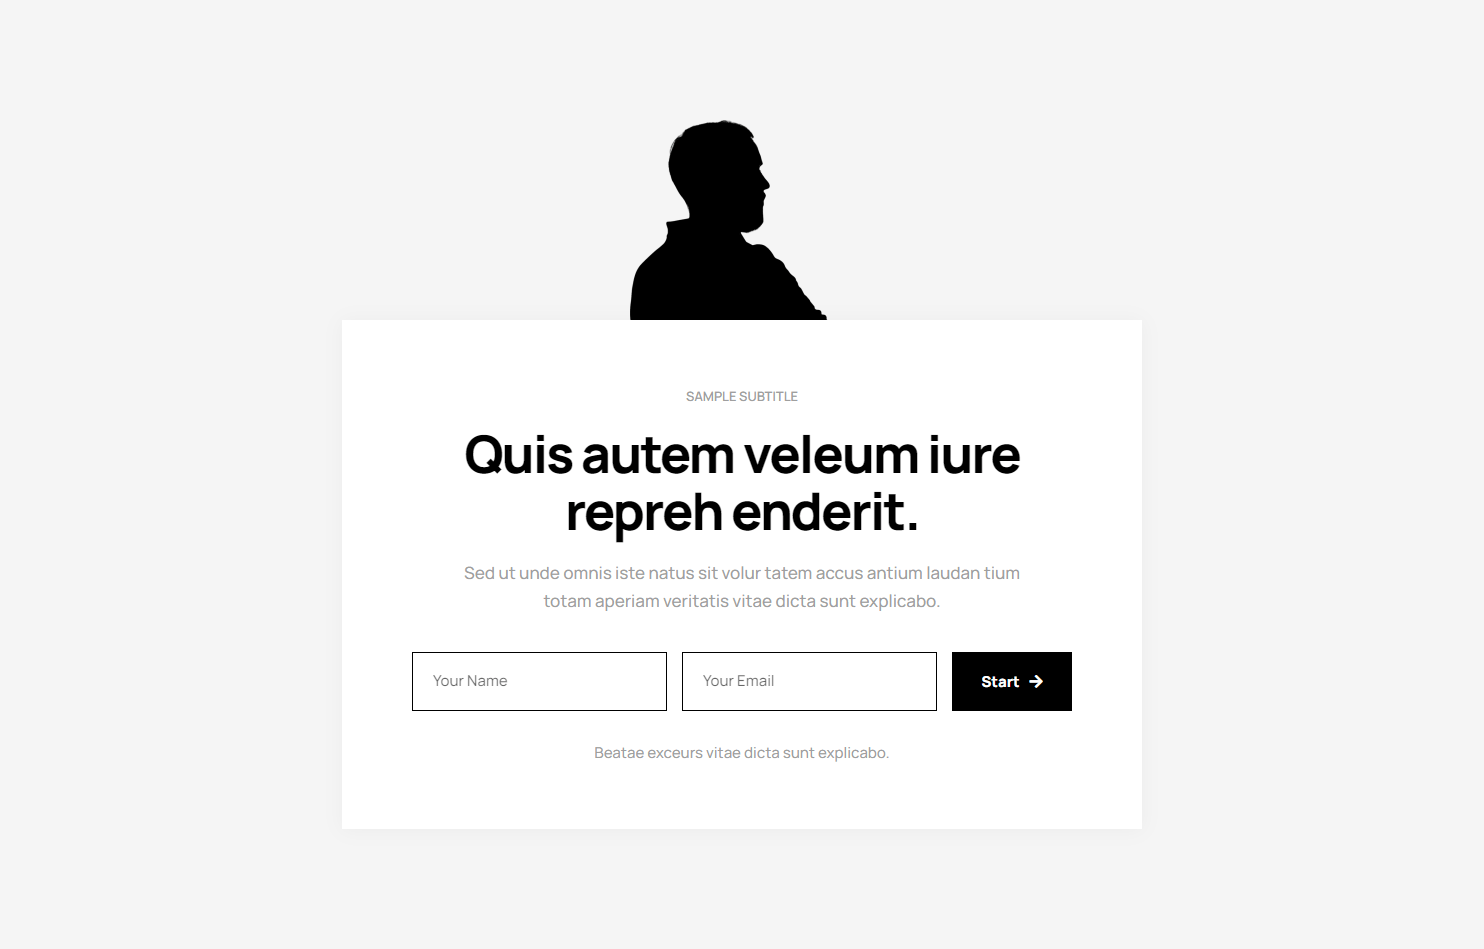 SAMPLE SUBTITLE
Quis autem veleum iure
repreh enderit.
Sed ut unde omnis iste natus sit volur tatem accus antium laudan tium
totam aperiam veritatis vitae dicta sunt explicabo.
Your Name
Your Email
Start →
Beatae exceurs vitae dicta sunt explicabo.